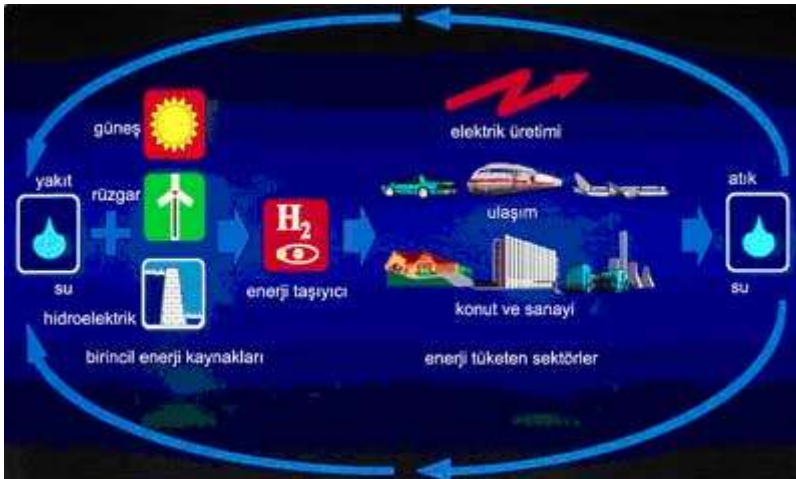 güneş
elektrik üretimi
yakıt
rüzgar
atık
H2
ulaşım
su
enerji taşıyıcı
su
hidroelektrik
konut ve sanayi
birincil enerji kaynakları
enerji tüketen sektörler